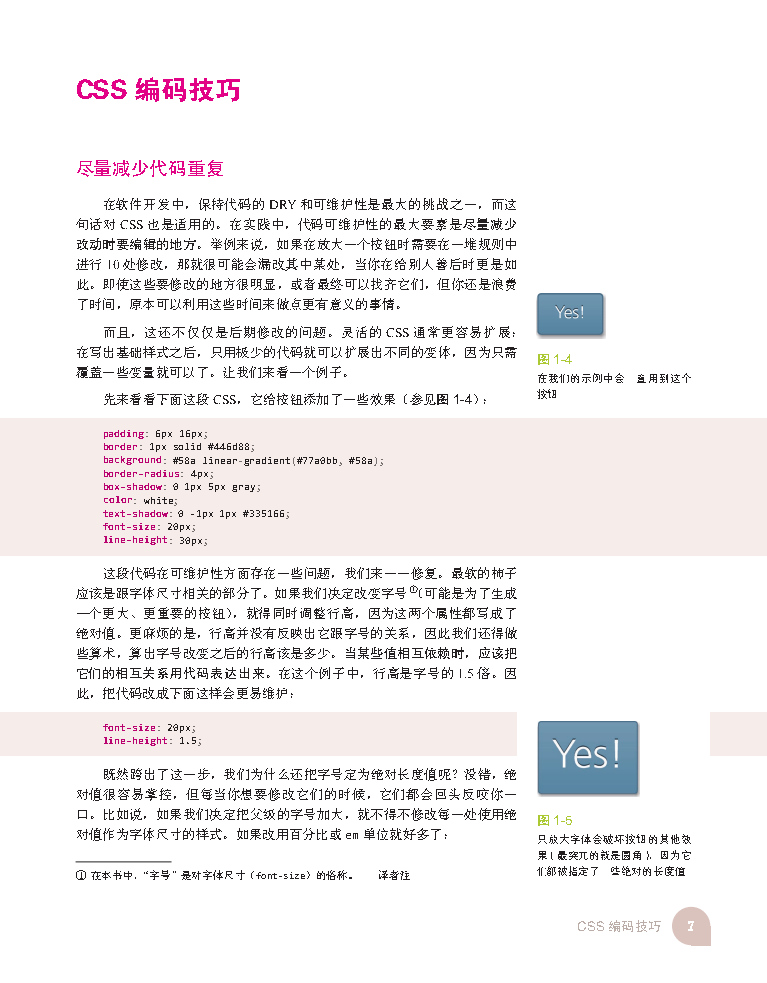 CSS 编码技巧
尽量减少代码重复
在软件开发中，保持代码的 DRY 和可维护性是最大的挑战之一，而这
句话对 CSS 也是适用的。在实践中，代码可维护性的最大要素是尽量减少
改动时要编辑的地方。举例来说，如果在放大一个按钮时需要在一堆规则中
进行 10 处修改，那就很可能会漏改其中某处，当你在给别人善后时更是如
此。即使这些要修改的地方很明显，或者最终可以找齐它们，但你还是浪费
了时间，原本可以利用这些时间来做点更有意义的事情。
而且，这还不仅仅是后期修改的问题。灵活的 CSS 通常更容易扩展：
在写出基础样式之后，只用极少的代码就可以扩展出不同的变体，因为只需
覆盖一些变量就可以了。让我们来看一个例子。
先来看看下面这段 CSS，它给按钮添加了一些效果（参见图 1-4）：
Yes!
图 1-4
在我们的示例中会 直用到这个
按钮
padding: 6px 16px;
border: 1px solid #446d88;
background: #58a linear-gradient(#77a0bb, #58a);
border-radius: 4px;
box-shadow: 0 1px 5px gray;
color: white;
text-shadow: 0 -1px 1px #335166;
font-size: 20px;
line-height: 30px;
这段代码在可维护性方面存在一些问题，我们来一一修复。最软的柿子
应该是跟字体尺寸相关的部分了。如果我们决定改变字号①（可能是为了生成
一个更大、更重要的按钮），就得同时调整行高，因为这两个属性都写成了
绝对值。更麻烦的是，行高并没有反映出它跟字号的关系，因此我们还得做
些算术，算出字号改变之后的行高该是多少。当某些值相互依赖时，应该把
它们的相互关系用代码表达出来。在这个例子中，行高是字号的 1.5 倍。因
此，把代码改成下面这样会更易维护：
font-size: 20px;
line-height: 1.5;
既然跨出了这一步，我们为什么还把字号定为绝对长度值呢？没错，绝
对值很容易掌控，但每当你想要修改它们的时候，它们都会回头反咬你一
口。比如说，如果我们决定把父级的字号加大，就不得不修改每一处使用绝
对值作为字体尺寸的样式。如果改用百分比或 em 单位就好多了：
Yes!
图 1-5
只放大字体会破坏按钮的其他效
果（最突兀的就是圆角），因为它
们都被指定了 些绝对的长度值
① 在本书中，“字号”是对字体尺寸（font-size）的俗称。 译者注
CSS 编码技巧 7